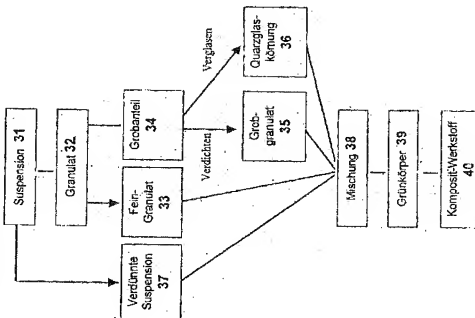 Suspension 31
Granulat 32
Grobanteil
34
Verglasen
Quarzglas-
körnung
36
Verdichten
Grob-
granulat
35
Fein-
Granulat
33
Verdünnte
Suspension
37
Mischung 38
Grünkörper 39
Komposit-Werkstoff
40